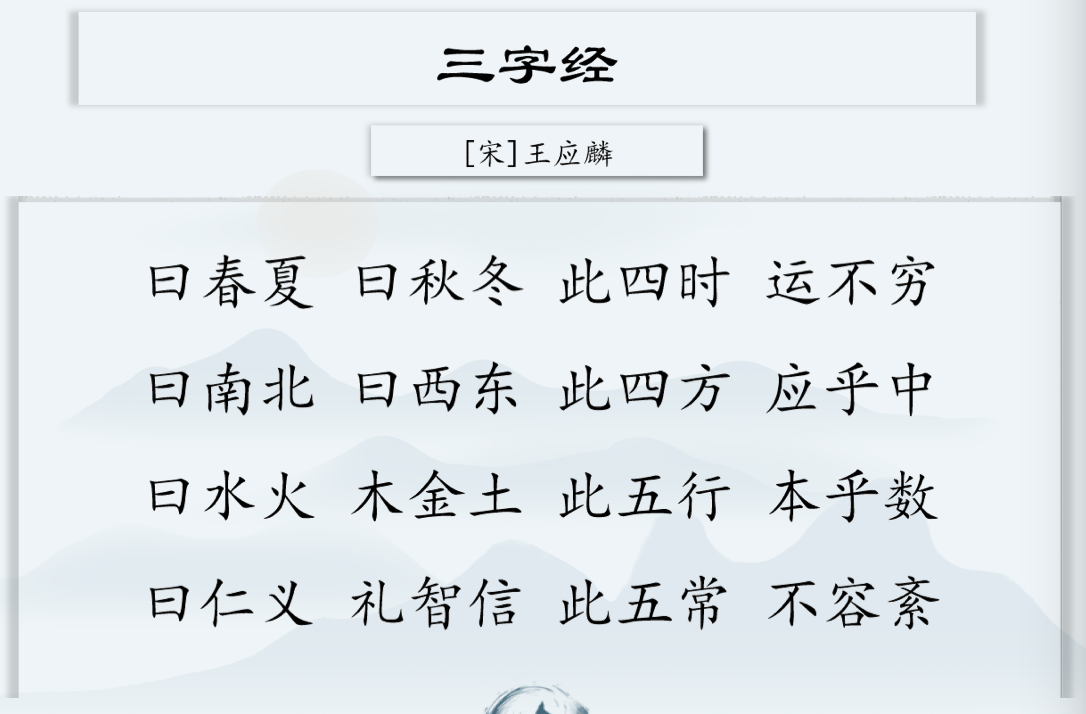 三字经
[宋]王应麟
曰春夏 曰秋冬 此四时 运不穷
曰南北 曰西东 此四方 应乎中
曰水火 木金土 此五行 本乎数
曰仁义 礼智信 此五常 不容紊